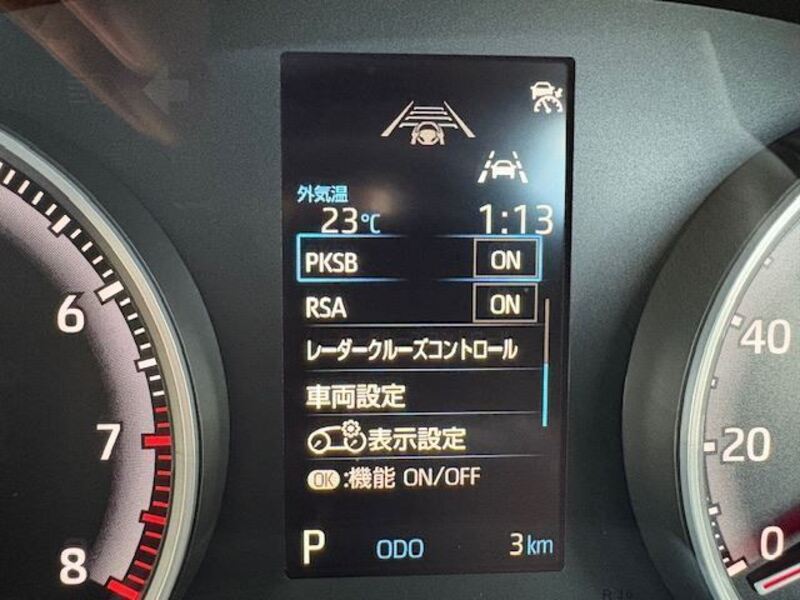 外気温
23℃ 1:13
PKSB ON
RSA ON
レーダークルーズコントロール
車両設定
表示設定
OK:機能 ON/OFF
P ODO 3km
6
7
8
40
20
0